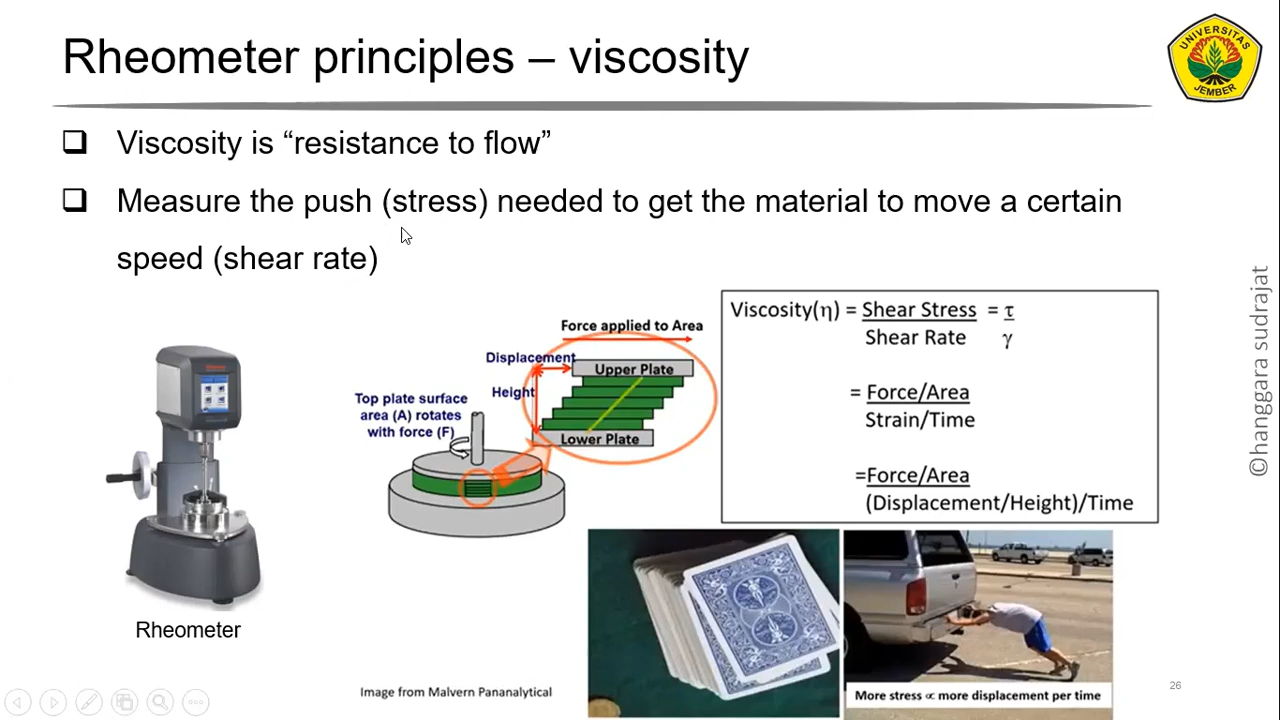 Rheometer principles – viscosity
UNIVERSITAS
JEMBER
Viscosity is “resistance to flow”
Measure the push (stress) needed to get the material to move a certain
speed (shear rate)
©hanggara sudrajat
Force applied to Area
Displacement
Upper Plate
Height
Top plate surface
area (A) rotates
with force (F)
Lower Plate
Viscosity(η) = Shear Stress = τ
Shear Rate γ
= Force/Area
Strain/Time
=Force/Area
(Displacement/Height)/Time
Rheometer
Image from Malvern Pananalytical
More stress ∝ more displacement per time
26